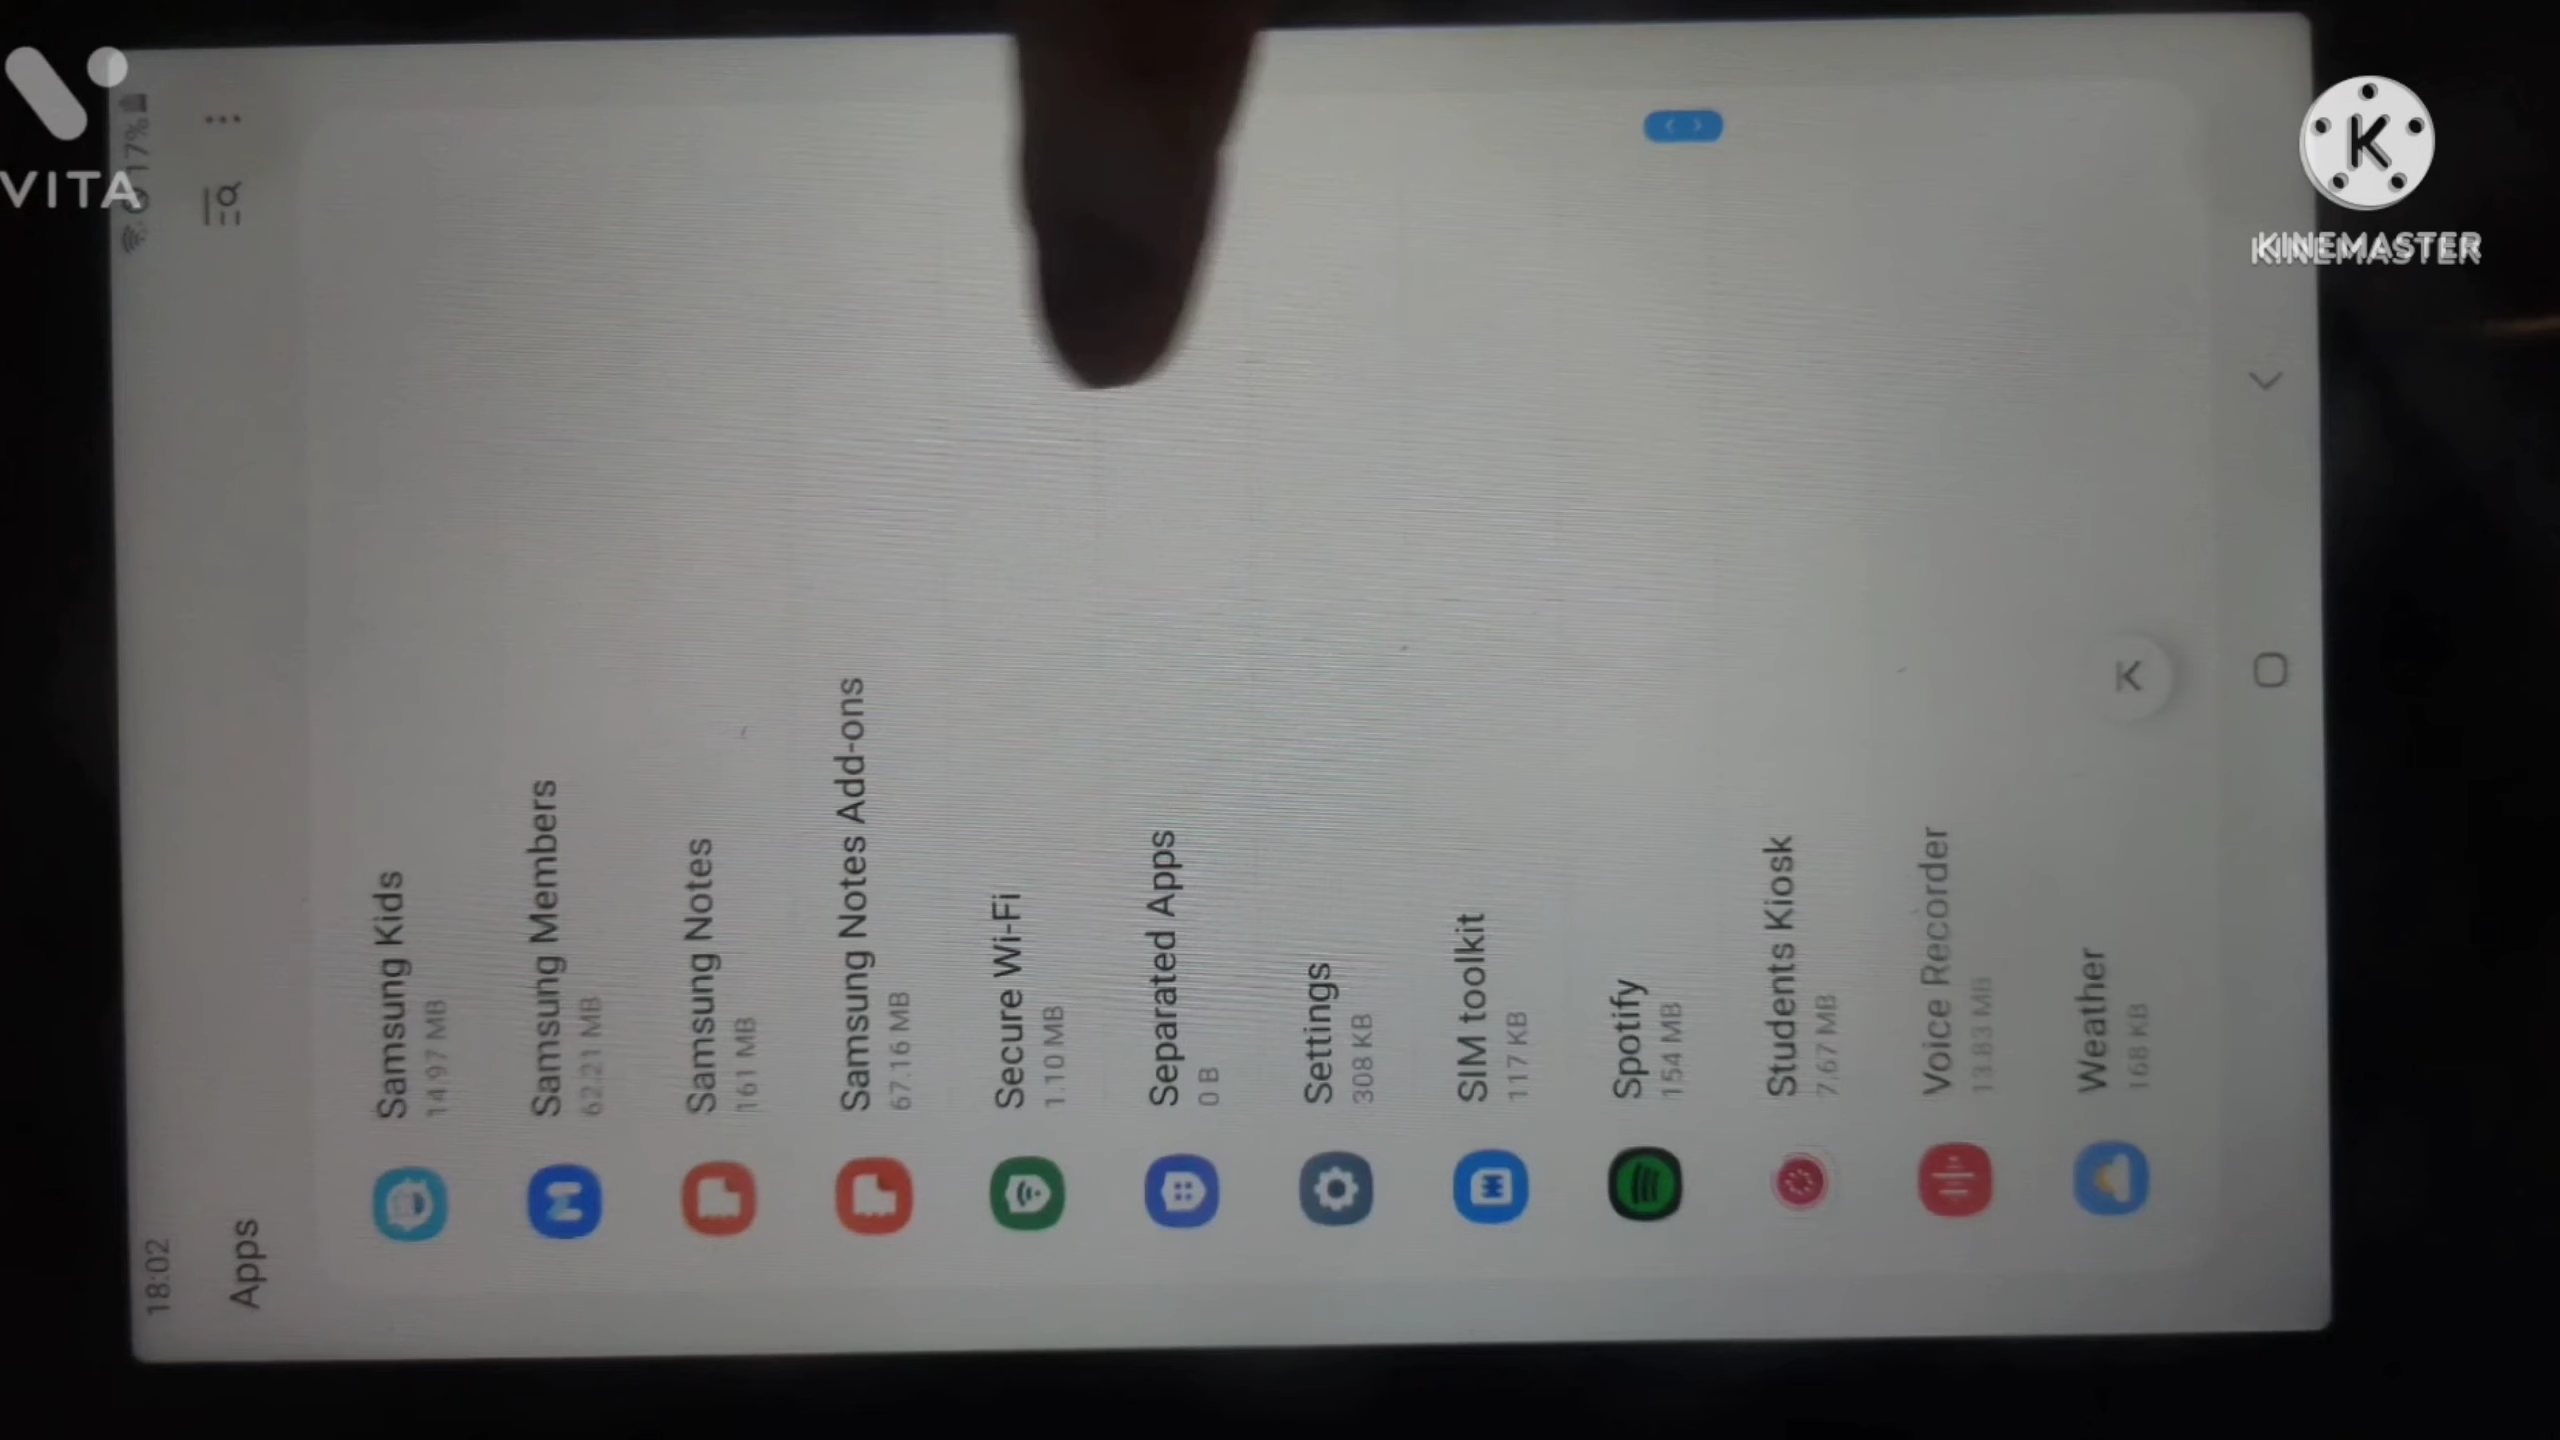 VITA
KINEMASTER
18:02
17%
Apps
Samsung Kids
14.97 MB
Samsung Members
62.21 MB
Samsung Notes
161 MB
Samsung Notes Add-ons
67.16 MB
Secure Wi-Fi
1.10 MB
Separated Apps
0 B
Settings
308 KB
SIM toolkit
117 KB
Spotify
154 MB
Students Kiosk
7.67 MB
Voice Recorder
13.83 MB
Weather
168 KB